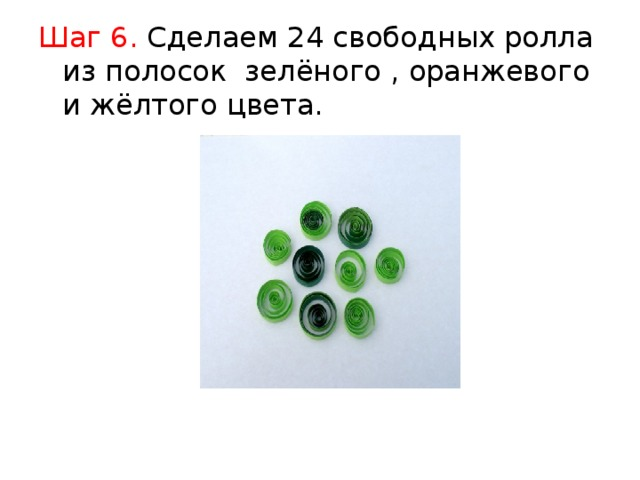 Шаг 6. Сделаем 24 свободных ролла
из полосок  зелёного , оранжевого
и жёлтого цвета.